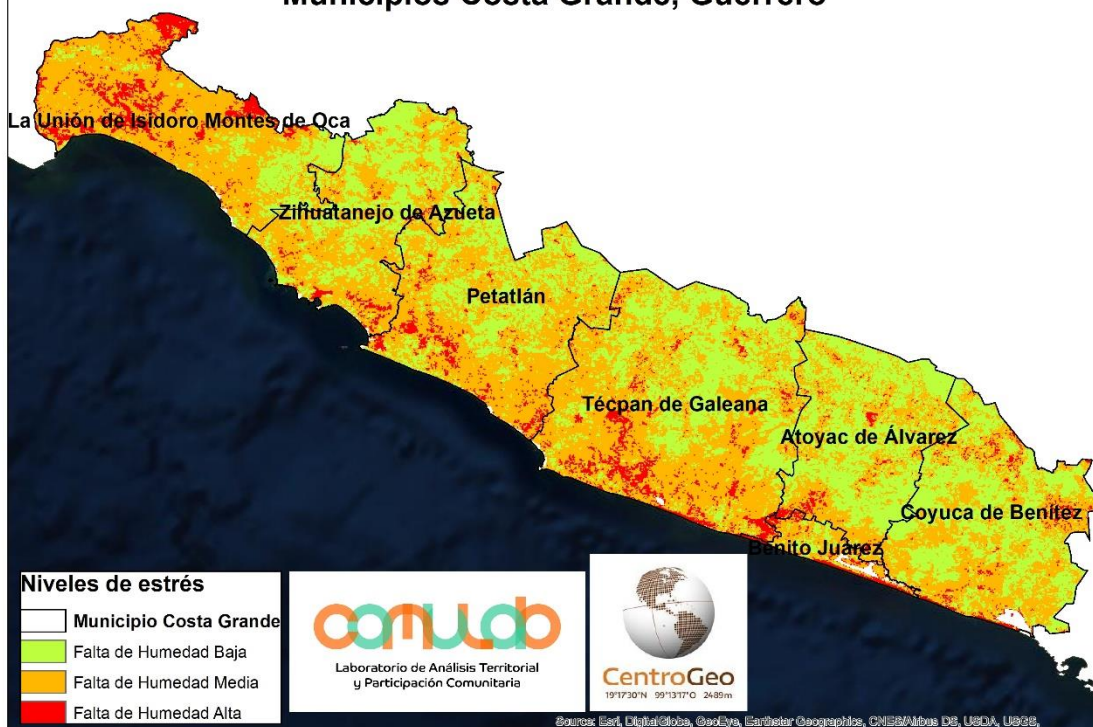 Municipios Costa Grande, Guerrero
La Unión de Isidoro Montes de Oca
Zihuatanejo de Azueta
Petatlán
Técpan de Galeana
Atoyac de Álvarez
Coyuca de Benítez
Benito Juárez
Niveles de estrés
Municipio Costa Grande
Falta de Humedad Baja
Falta de Humedad Media
Falta de Humedad Alta
comulab
Laboratorio de Análisis Territorial
y Participación Comunitaria
CentroGeo
19°17'30"N 99°13'17"O 2489m
Source: Esri, DigitalGlobe, GeoEye, Earthstar Geographics, CNES/Airbus DS, USDA, USGS,